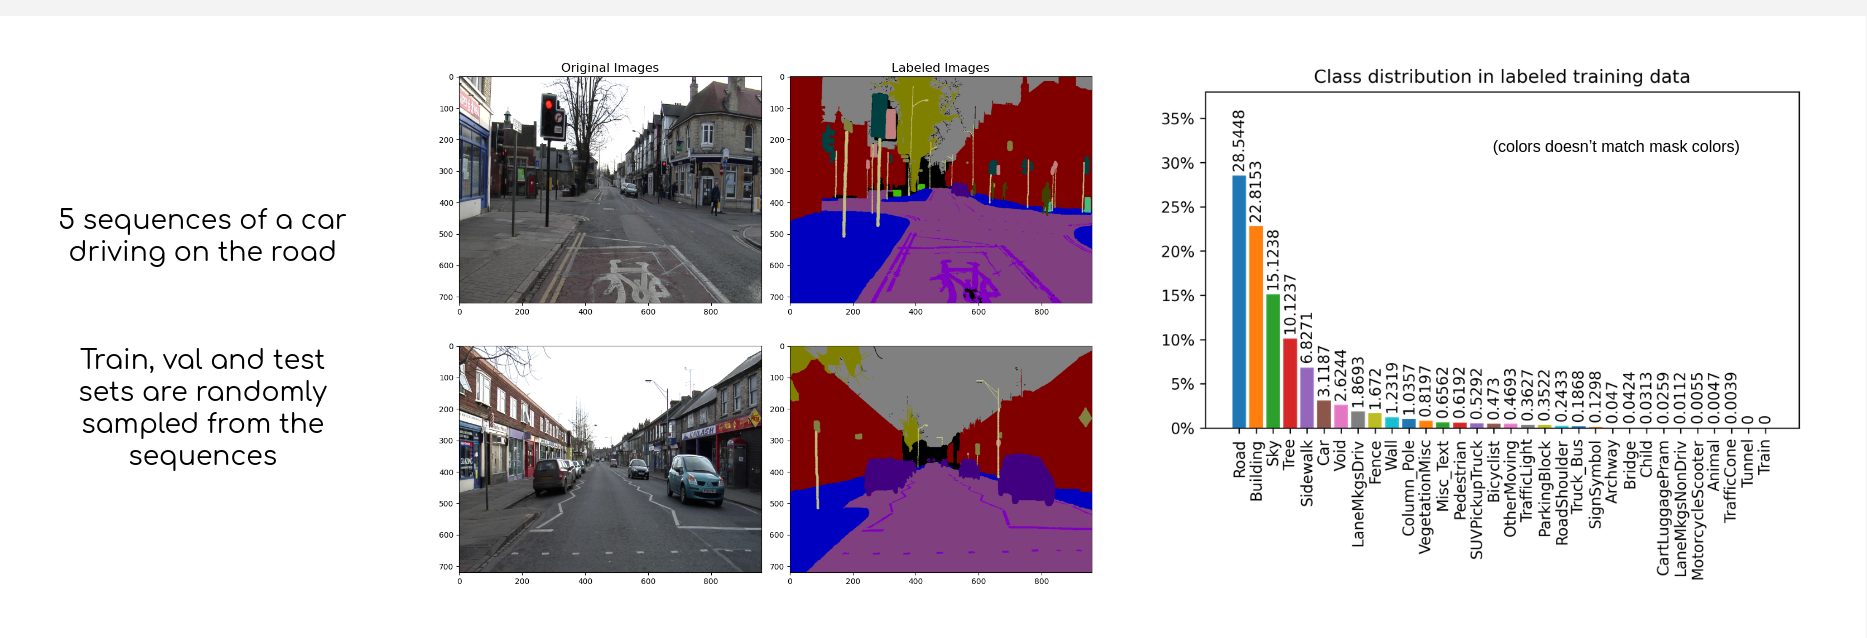 5 sequences of a car
driving on the road
Train, val and test
sets are randomly
sampled from the
sequences
Original Images
0
100
200
300
400
500
600
700
0
200
400
600
800
Labeled Images
0
100
200
300
400
500
600
700
0
200
400
600
800
0
100
200
300
400
500
600
700
0
200
400
600
800
0
100
200
300
400
500
600
700
0
200
400
600
800
Class distribution in labeled training data
(colors doesn't match mask colors)
35%
30%
25%
20%
15%
10%
5%
0%
28.5448
22.8153
15.1238
10.1237
6.8271
3.1187
2.6244
1.8693
1.672
1.2319
1.0357
0.8197
0.6562
0.6192
0.5292
0.473
0.4693
0.3627
0.3522
0.2433
0.1868
0.1298
0.047
0.0424
0.0313
0.0259
0.0112
0.0055
0.0047
0.0039
0
0
Road
Building
Sky
Tree
Sidewalk
Car
Void
LaneMkgsDriv
Fence
Wall
Column_Pole
VegetationMisc
Misc_Text
Pedestrian
SUVPickupTruck
Bicyclist
OtherMoving
TrafficLight
ParkingBlock
RoadShoulder
Truck_Bus
SignSymbol
Archway
Bridge
Child
CartLuggagePram
LaneMkgsNonDriv
MotorcycleScooter
Animal
TrafficCone
Tunnel
Train